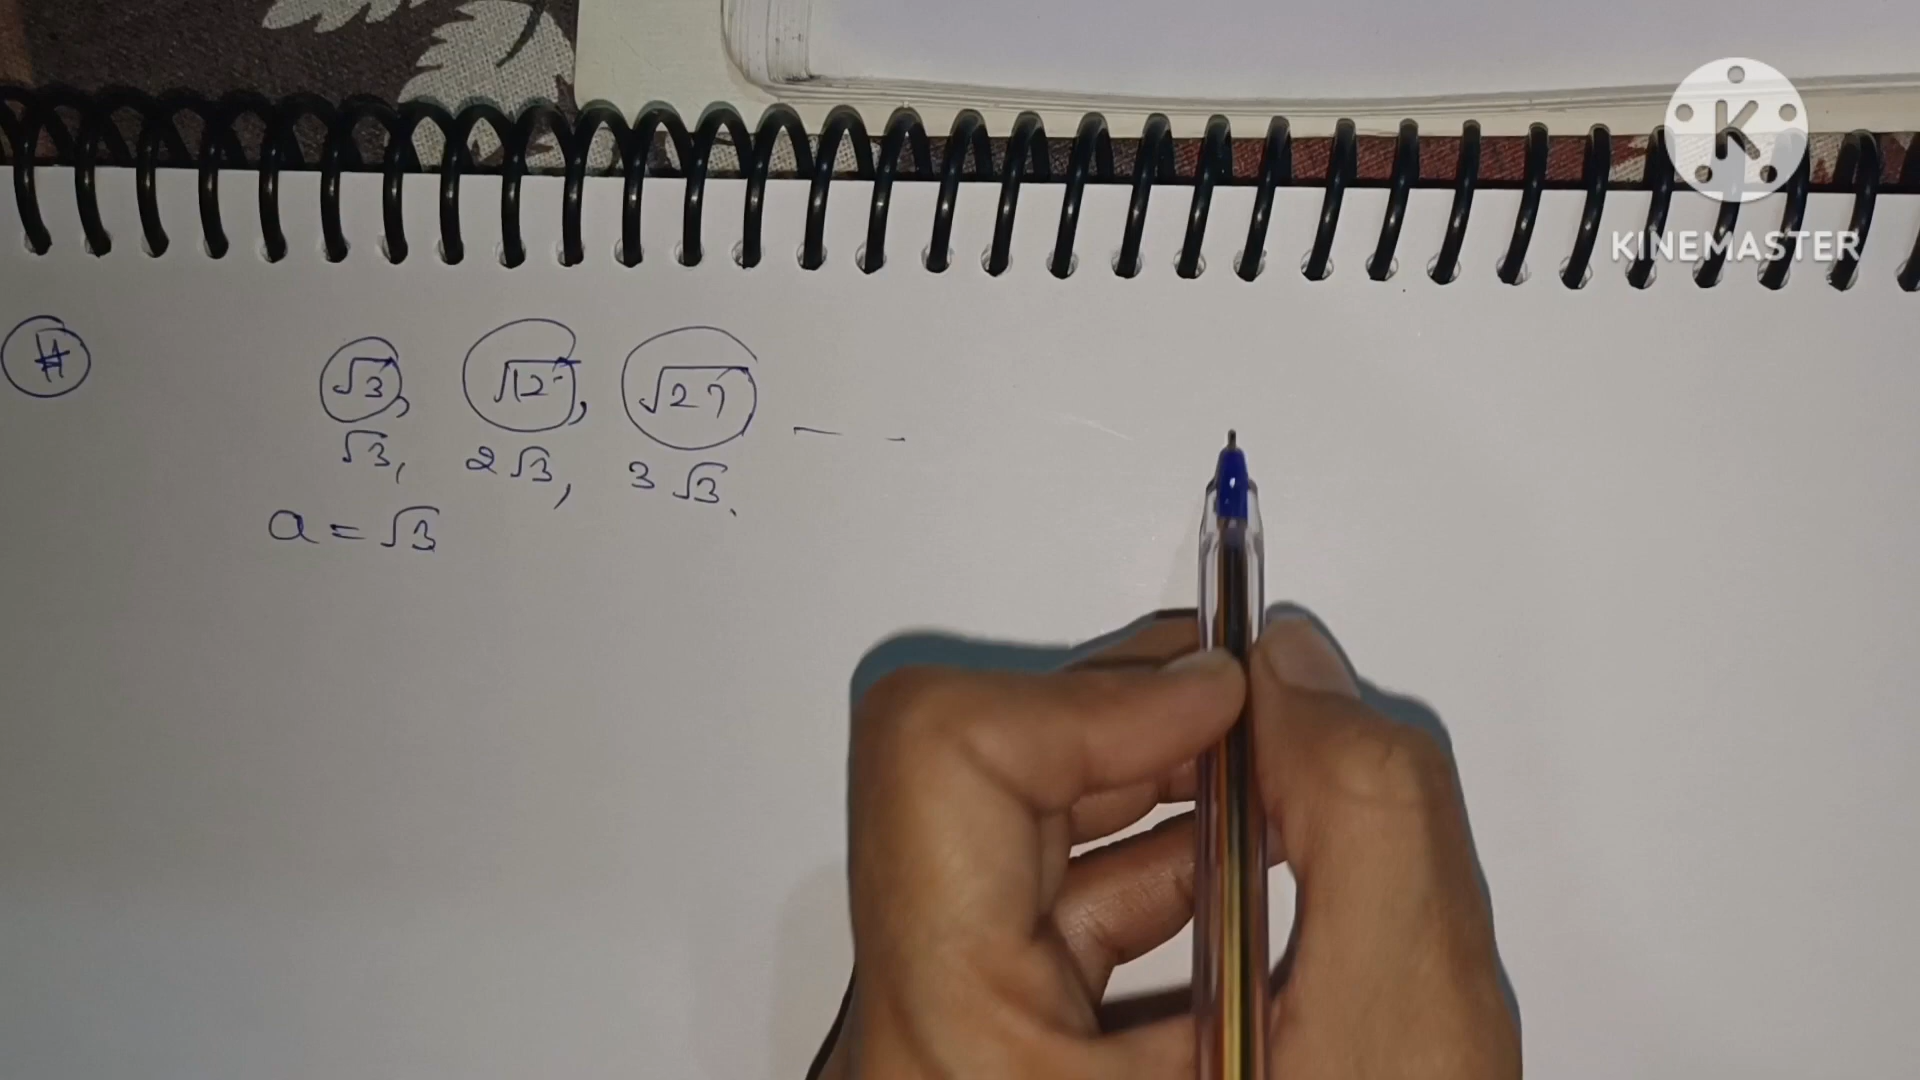 K
KINEMASTER
# √3, √12, √27 — -
√3, 2√3, 3√3.
a = √3